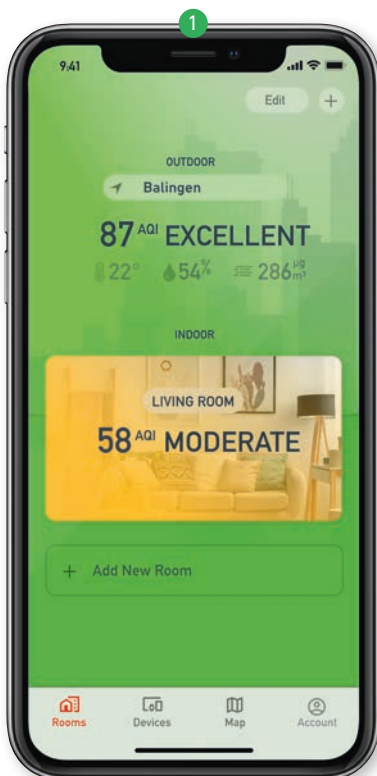 1
9:41
Edit +
OUTDOOR
Balingen
87 AQI EXCELLENT
22° 54% 286 µg/m³
INDOOR
LIVING ROOM
58 AQI MODERATE
+ Add New Room
Rooms Devices Map Account